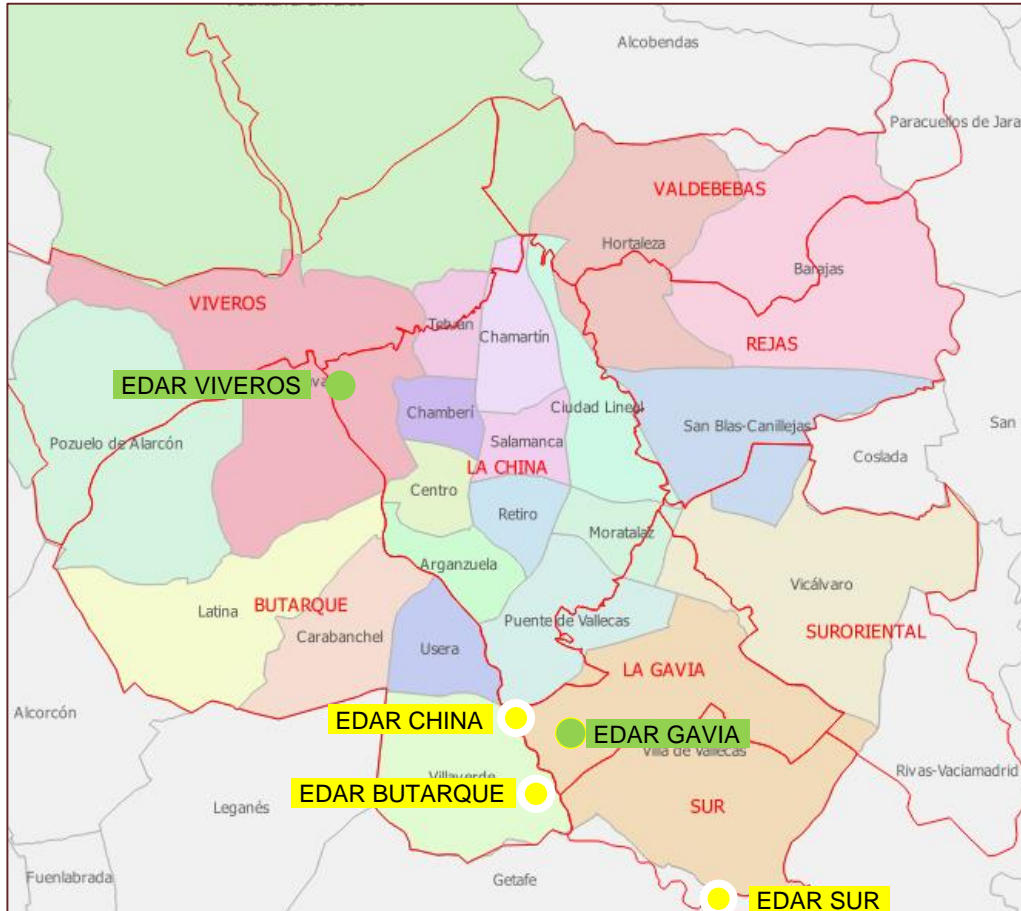 Alcobendas
Paracuellos de Jara
VALDEBEBAS
Hortaleza
Barajas
VIVEROS
Tetuán
Chamartín
REJAS
EDAR VIVEROS
Chamberí
Ciudad Lineal
San Blas-Canillejas
San
Pozuelo de Alarcón
Salamanca
Coslada
LA CHINA
Centro
Retiro
Moratalaz
Arganzuela
Vicálvaro
Latina
BUTARQUE
Puente de Vallecas
Carabanchel
SURORIENTAL
Usera
LA GAVIA
Alcorcón
EDAR CHINA
EDAR GAVIA
Villa de Vallecas
Rivas-Vaciamadrid
Villaverde
EDAR BUTARQUE
Leganés
SUR
Fuenlabrada
Getafe
EDAR SUR